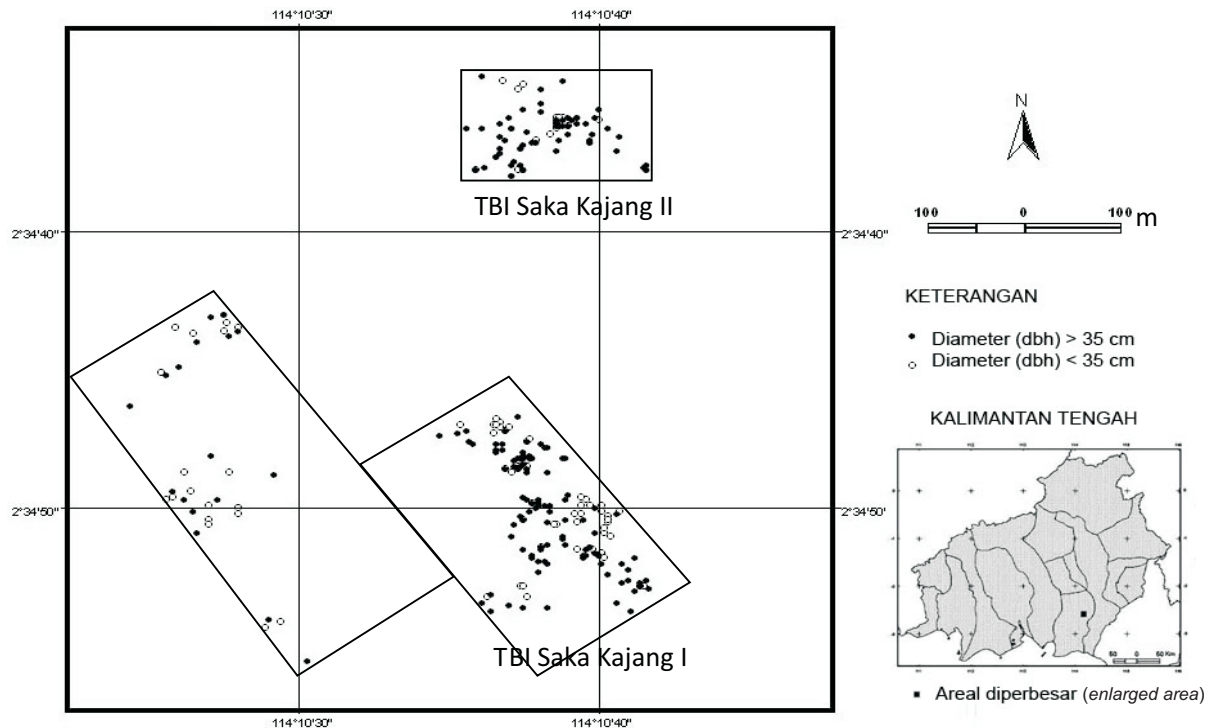 114°10'30"
114°10'40"
TBI Saka Kajang II
2°34'40"
2°34'40"
2°34'50"
2°34'50"
TBI Saka Kajang I
114°10'30"
114°10'40"
N
100 0 100 m
KETERANGAN
Diameter (dbh) > 35 cm
Diameter (dbh) < 35 cm
KALIMANTAN TENGAH
50 0 50 Km
Areal diperbesar (enlarged area)